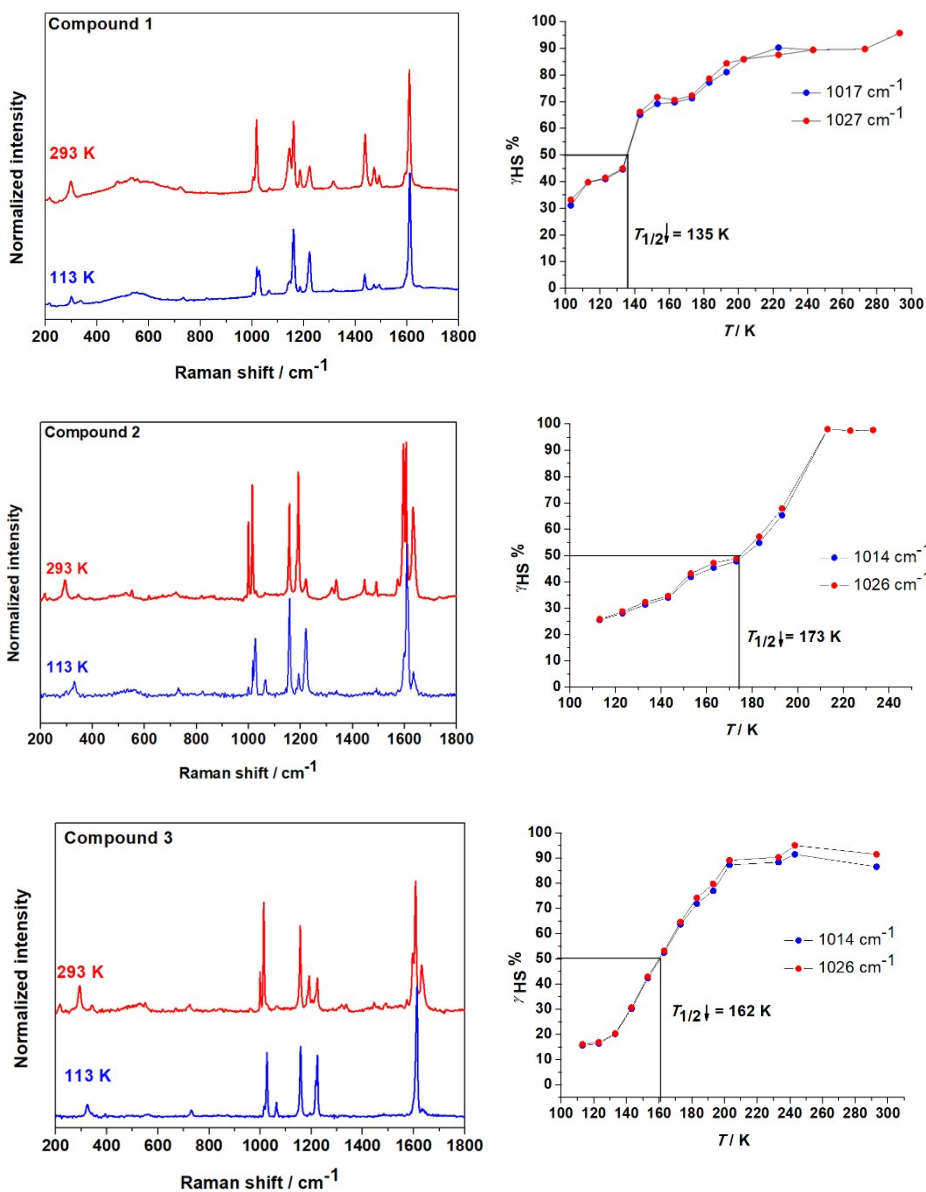 Compound 1
Normalized intensity
293 K
113 K
200 400 600 800 1000 1200 1400 1600 1800
Raman shift / cm-1
γHS %
100
90
80
70
60
50
40
30
20
10
0
1017 cm-1
1027 cm-1
T1/2↓ = 135 K
100 120 140 160 180 200 220 240 260 280 300
T / K
Compound 2
Normalized intensity
293 K
113 K
200 400 600 800 1000 1200 1400 1600 1800
Raman shift / cm-1
γHS %
100
90
80
70
60
50
40
30
20
10
0
1014 cm-1
1026 cm-1
T1/2↓ = 173 K
100 120 140 160 180 200 220 240
T / K
Compound 3
Normalized intensity
293 K
113 K
200 400 600 800 1000 1200 1400 1600 1800
Raman shift / cm-1
γHS %
100
90
80
70
60
50
40
30
20
10
0
1014 cm-1
1026 cm-1
T1/2↓ = 162 K
100 120 140 160 180 200 220 240 260 280 300
T / K